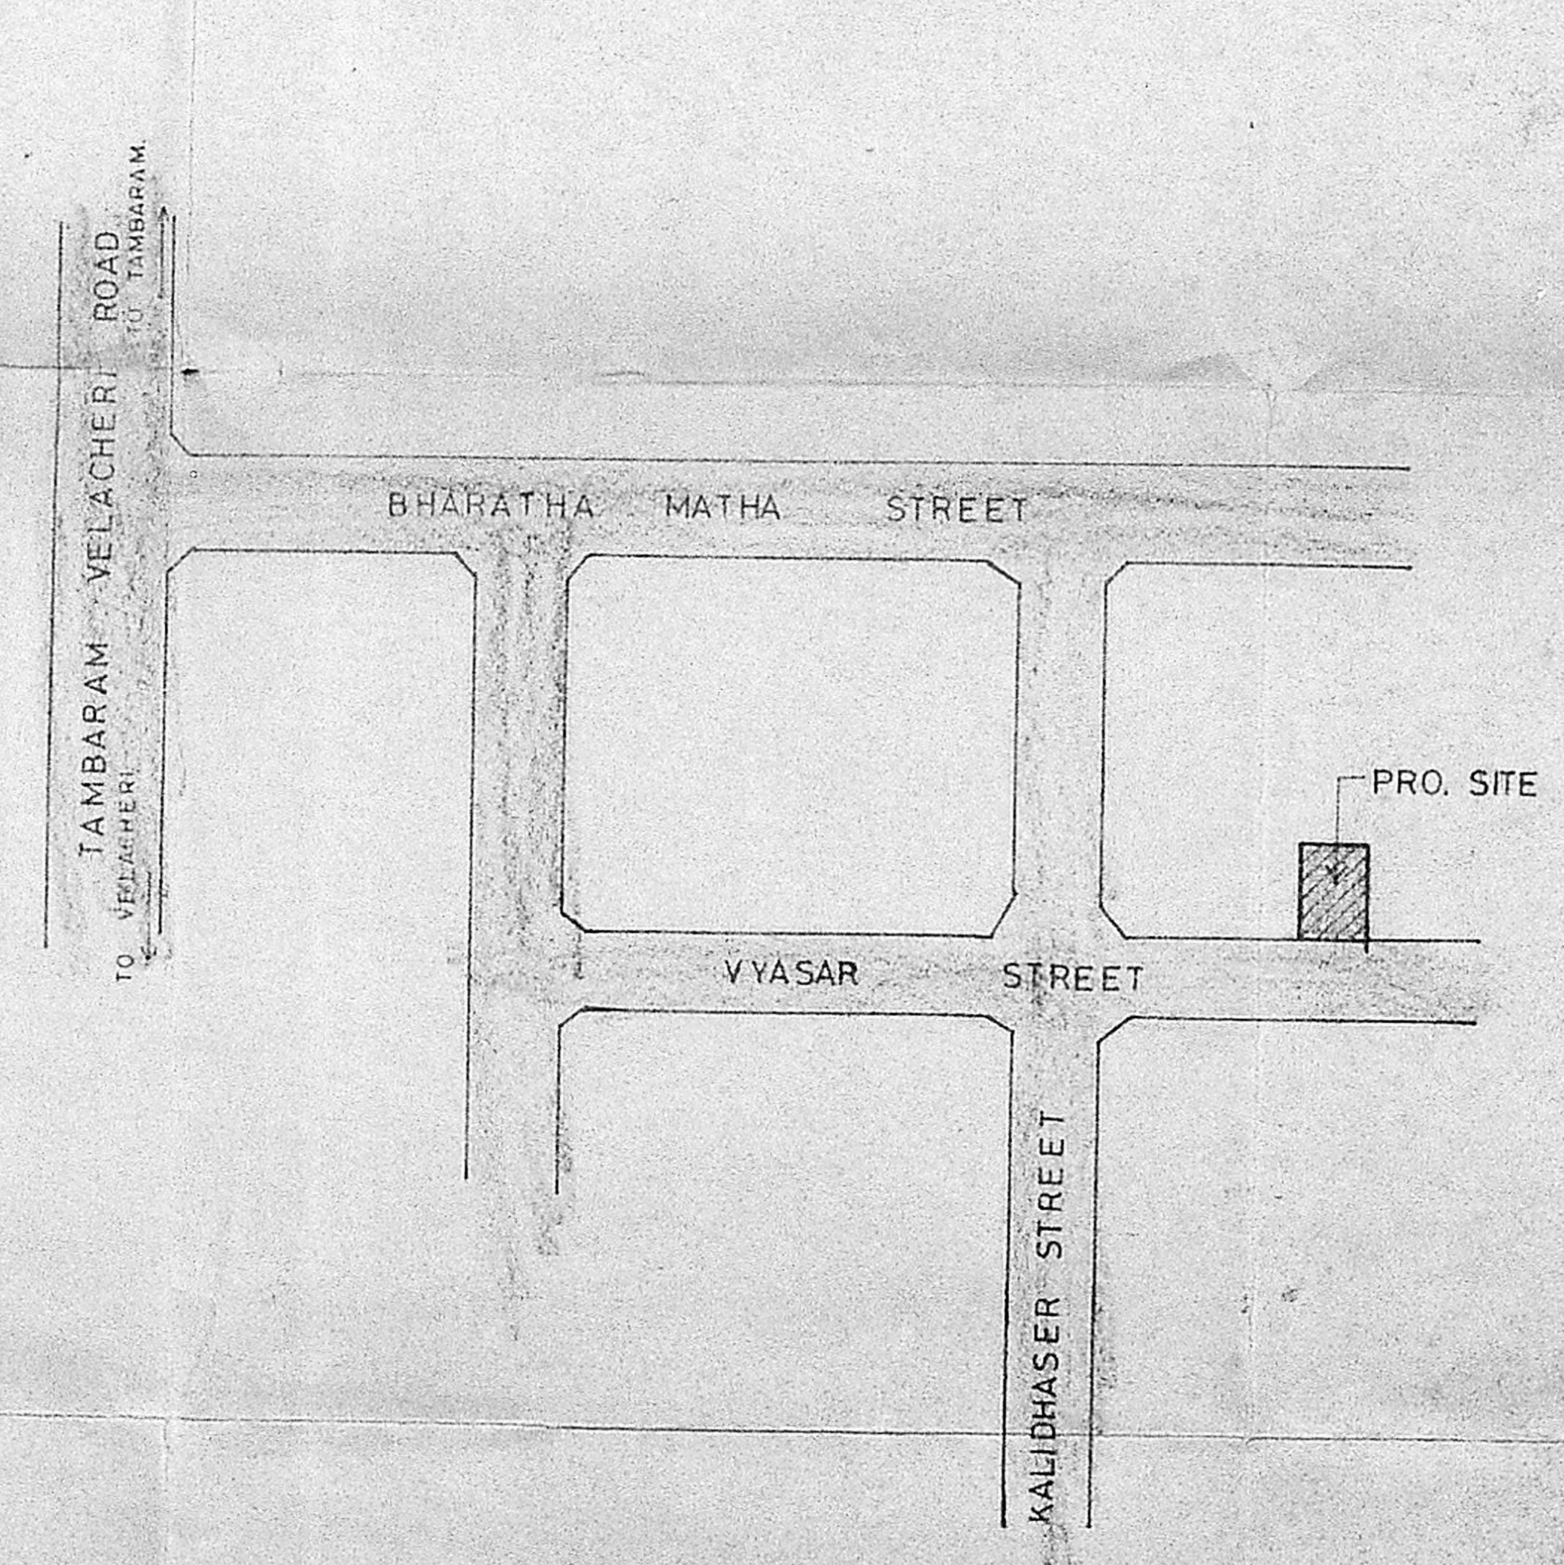 TO TAMBARAM.
TAMBARAM VELACHERI ROAD
TO VELACHERI
BHARATHA MATHA STREET
PRO. SITE
VYASAR STREET
KALIDHASER STREET